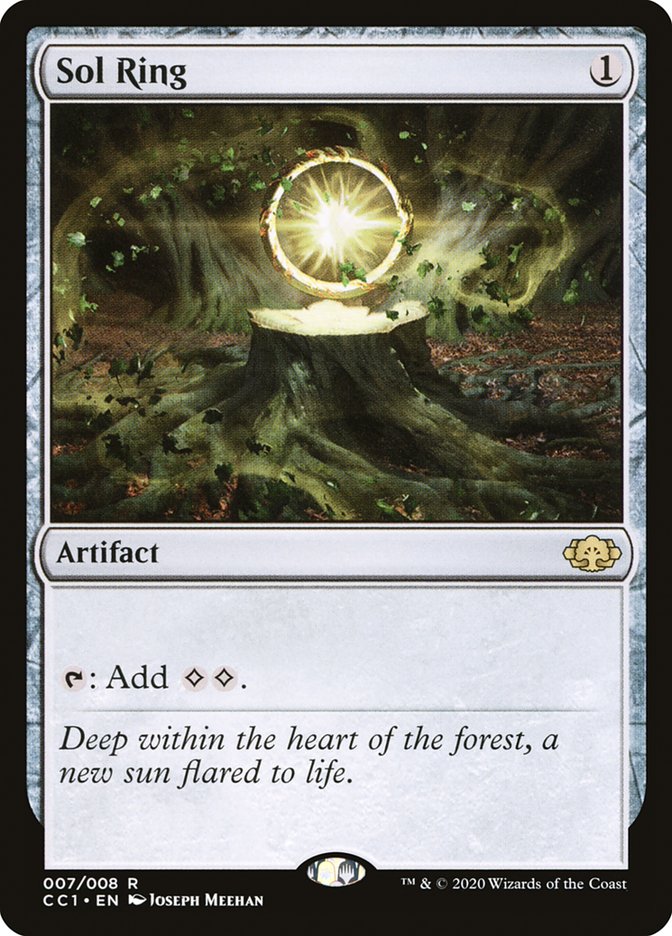 Sol Ring 1
Artifact
: Add .
Deep within the heart of the forest, a
new sun flared to life.
007/008 R
™ & © 2020 Wizards of the Coast
CC1 • EN Joseph Meehan